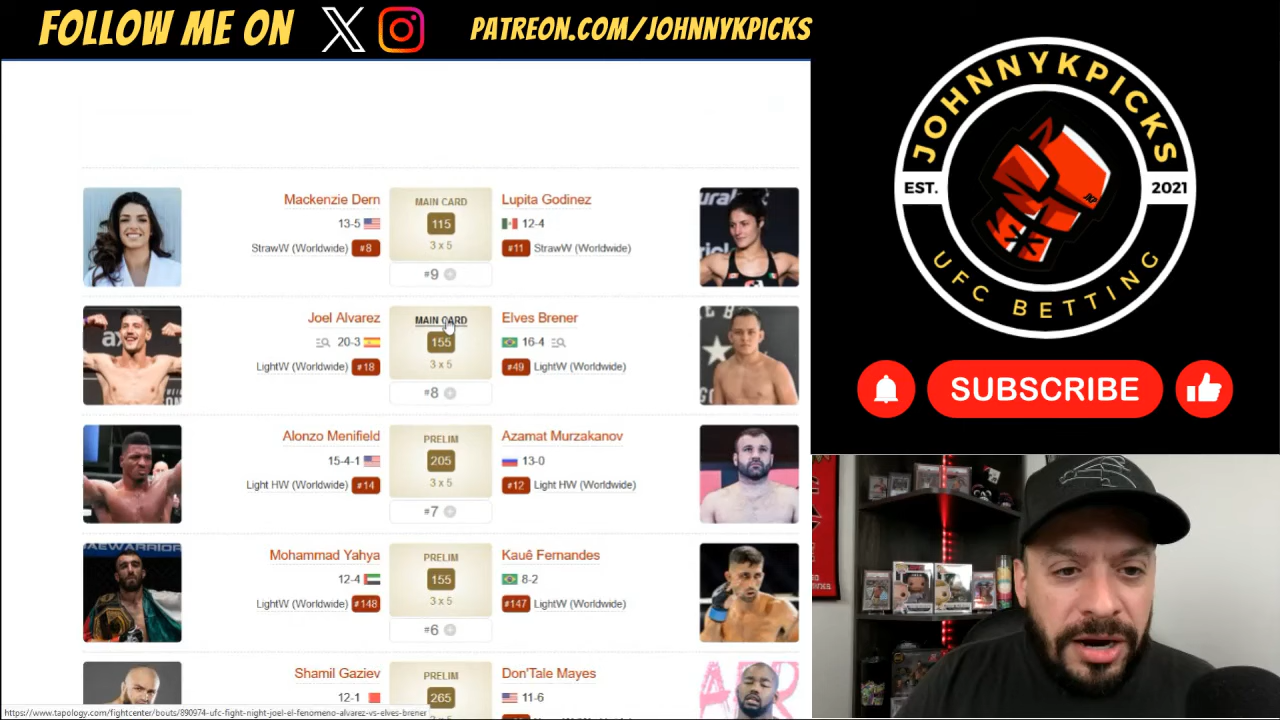 FOLLOW ME ON
PATREON.COM/JOHNNYKPICKS
Mackenzie Dern
13-5
StrawW (Worldwide) #8
MAIN CARD
115
3 x 5
#9
Lupita Godinez
12-4
#11 StrawW (Worldwide)
Joel Alvarez
20-3
LightW (Worldwide) #18
MAIN CARD
155
3 x 5
#8
Elves Brener
16-4
#49 LightW (Worldwide)
Alonzo Menifield
15-4-1
Light HW (Worldwide) #14
PRELIM
205
3 x 5
#7
Azamat Murzakanov
13-0
#12 Light HW (Worldwide)
Mohammad Yahya
12-4
LightW (Worldwide) #148
PRELIM
155
3 x 5
#6
Kauê Fernandes
8-2
#147 LightW (Worldwide)
Shamil Gaziev
12-1
PRELIM
265
Don'Tale Mayes
11-6
https://www.tapology.com/fightcenter/bouts/890974-ufc-fight-night-joel-el-fenomeno-alvarez-vs-elves-brener
JOHNNYKPICKS
EST. 2021
UFC BETTING
SUBSCRIBE